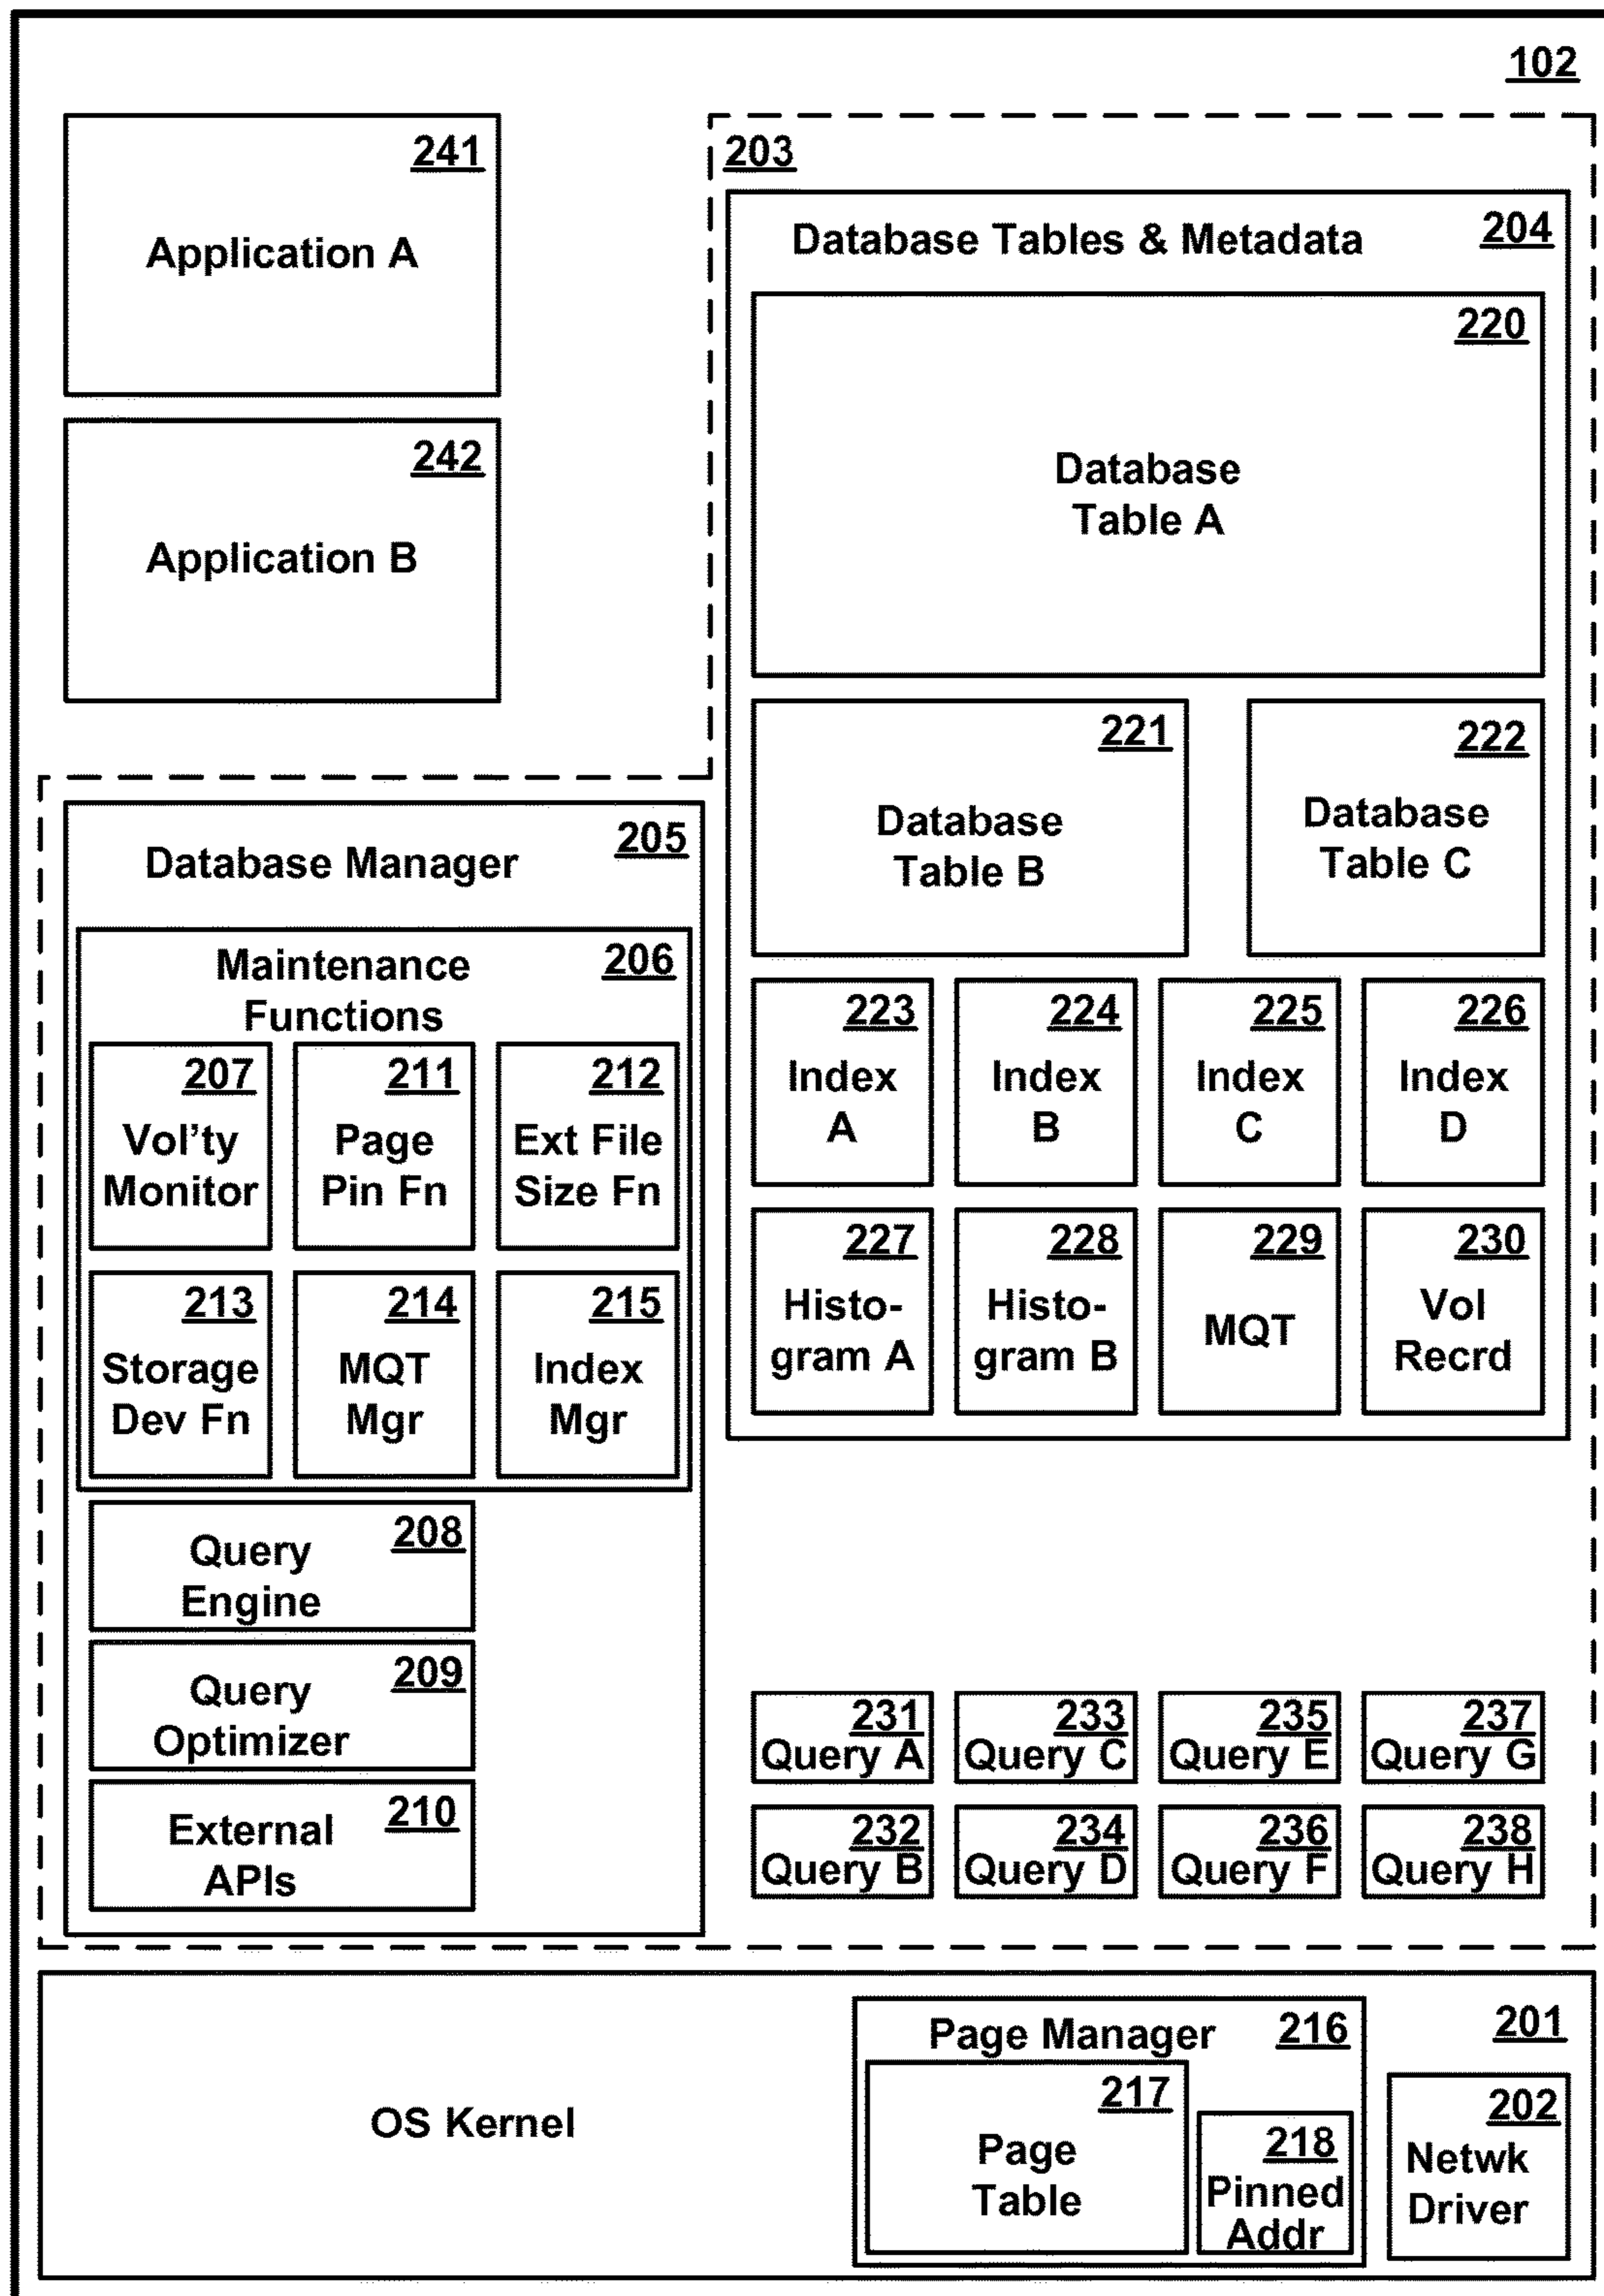 102
241
Application A
242
Application B
203
Database Tables & Metadata 204
220
Database
Table A
221
Database
Table B
222
Database
Table C
223
Index
A
224
Index
B
225
Index
C
226
Index
D
227
Histo-
gram A
228
Histo-
gram B
229
MQT
230
Vol
Recrd
Database Manager 205
Maintenance 206
Functions
207
Vol'ty
Monitor
211
Page
Pin Fn
212
Ext File
Size Fn
213
Storage
Dev Fn
214
MQT
Mgr
215
Index
Mgr
208
Query
Engine
209
Query
Optimizer
210
External
APIs
231
Query A
233
Query C
235
Query E
237
Query G
232
Query B
234
Query D
236
Query F
238
Query H
201
OS Kernel
Page Manager 216
217
Page
Table
218
Pinned
Addr
202
Netwk
Driver